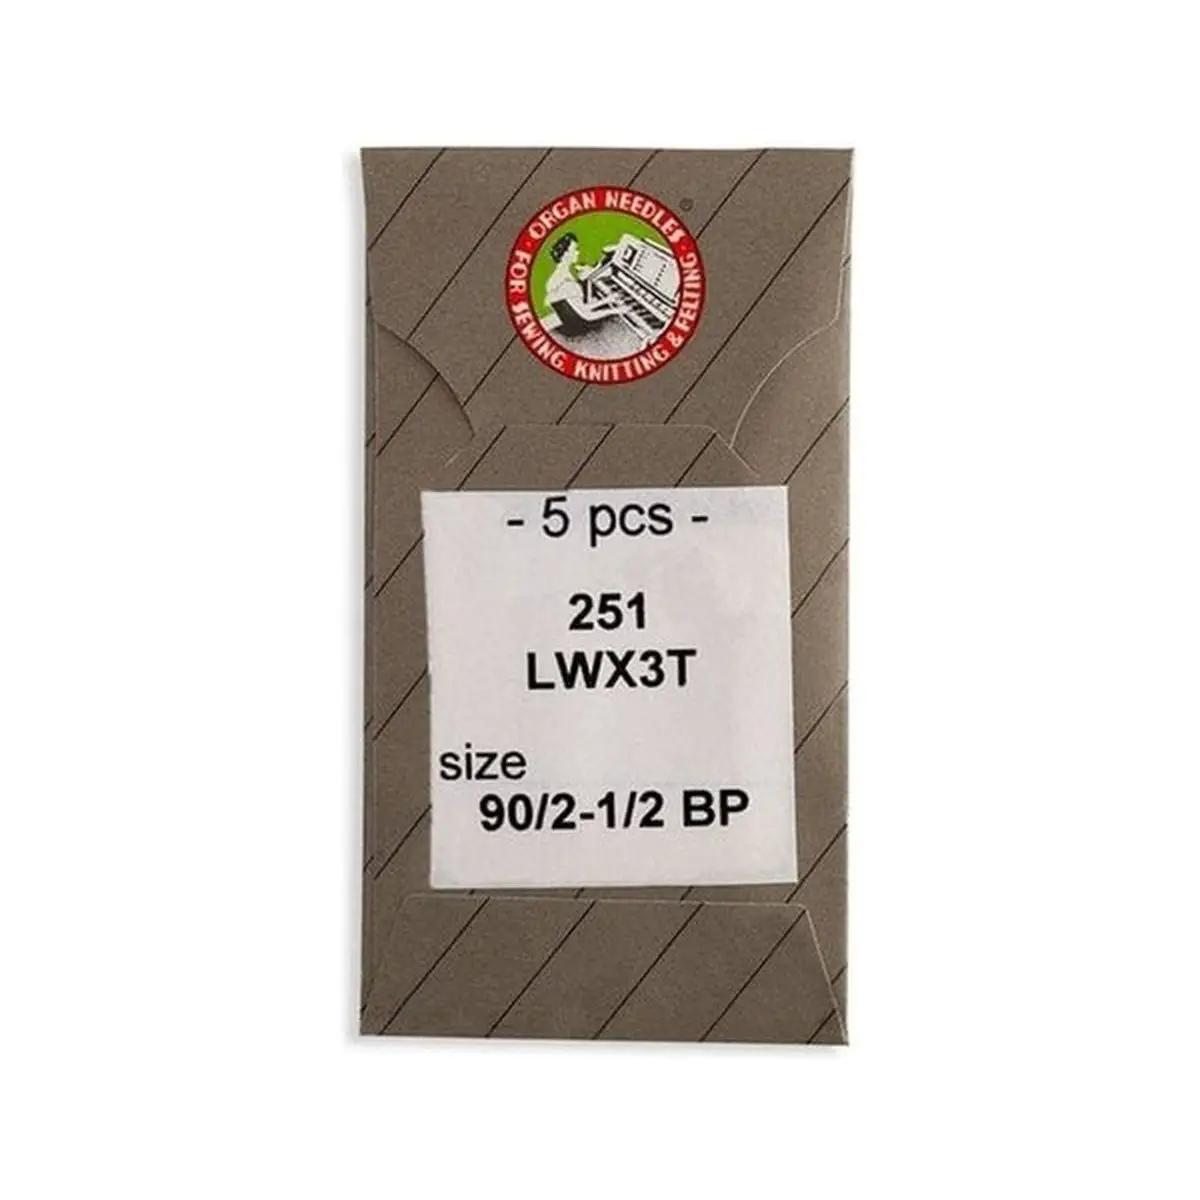 ORGAN NEEDLES ®
· FOR SEWING, KNITTING & FELTING ·
- 5 pcs -
251
LWX3T
size
90/2-1/2 BP